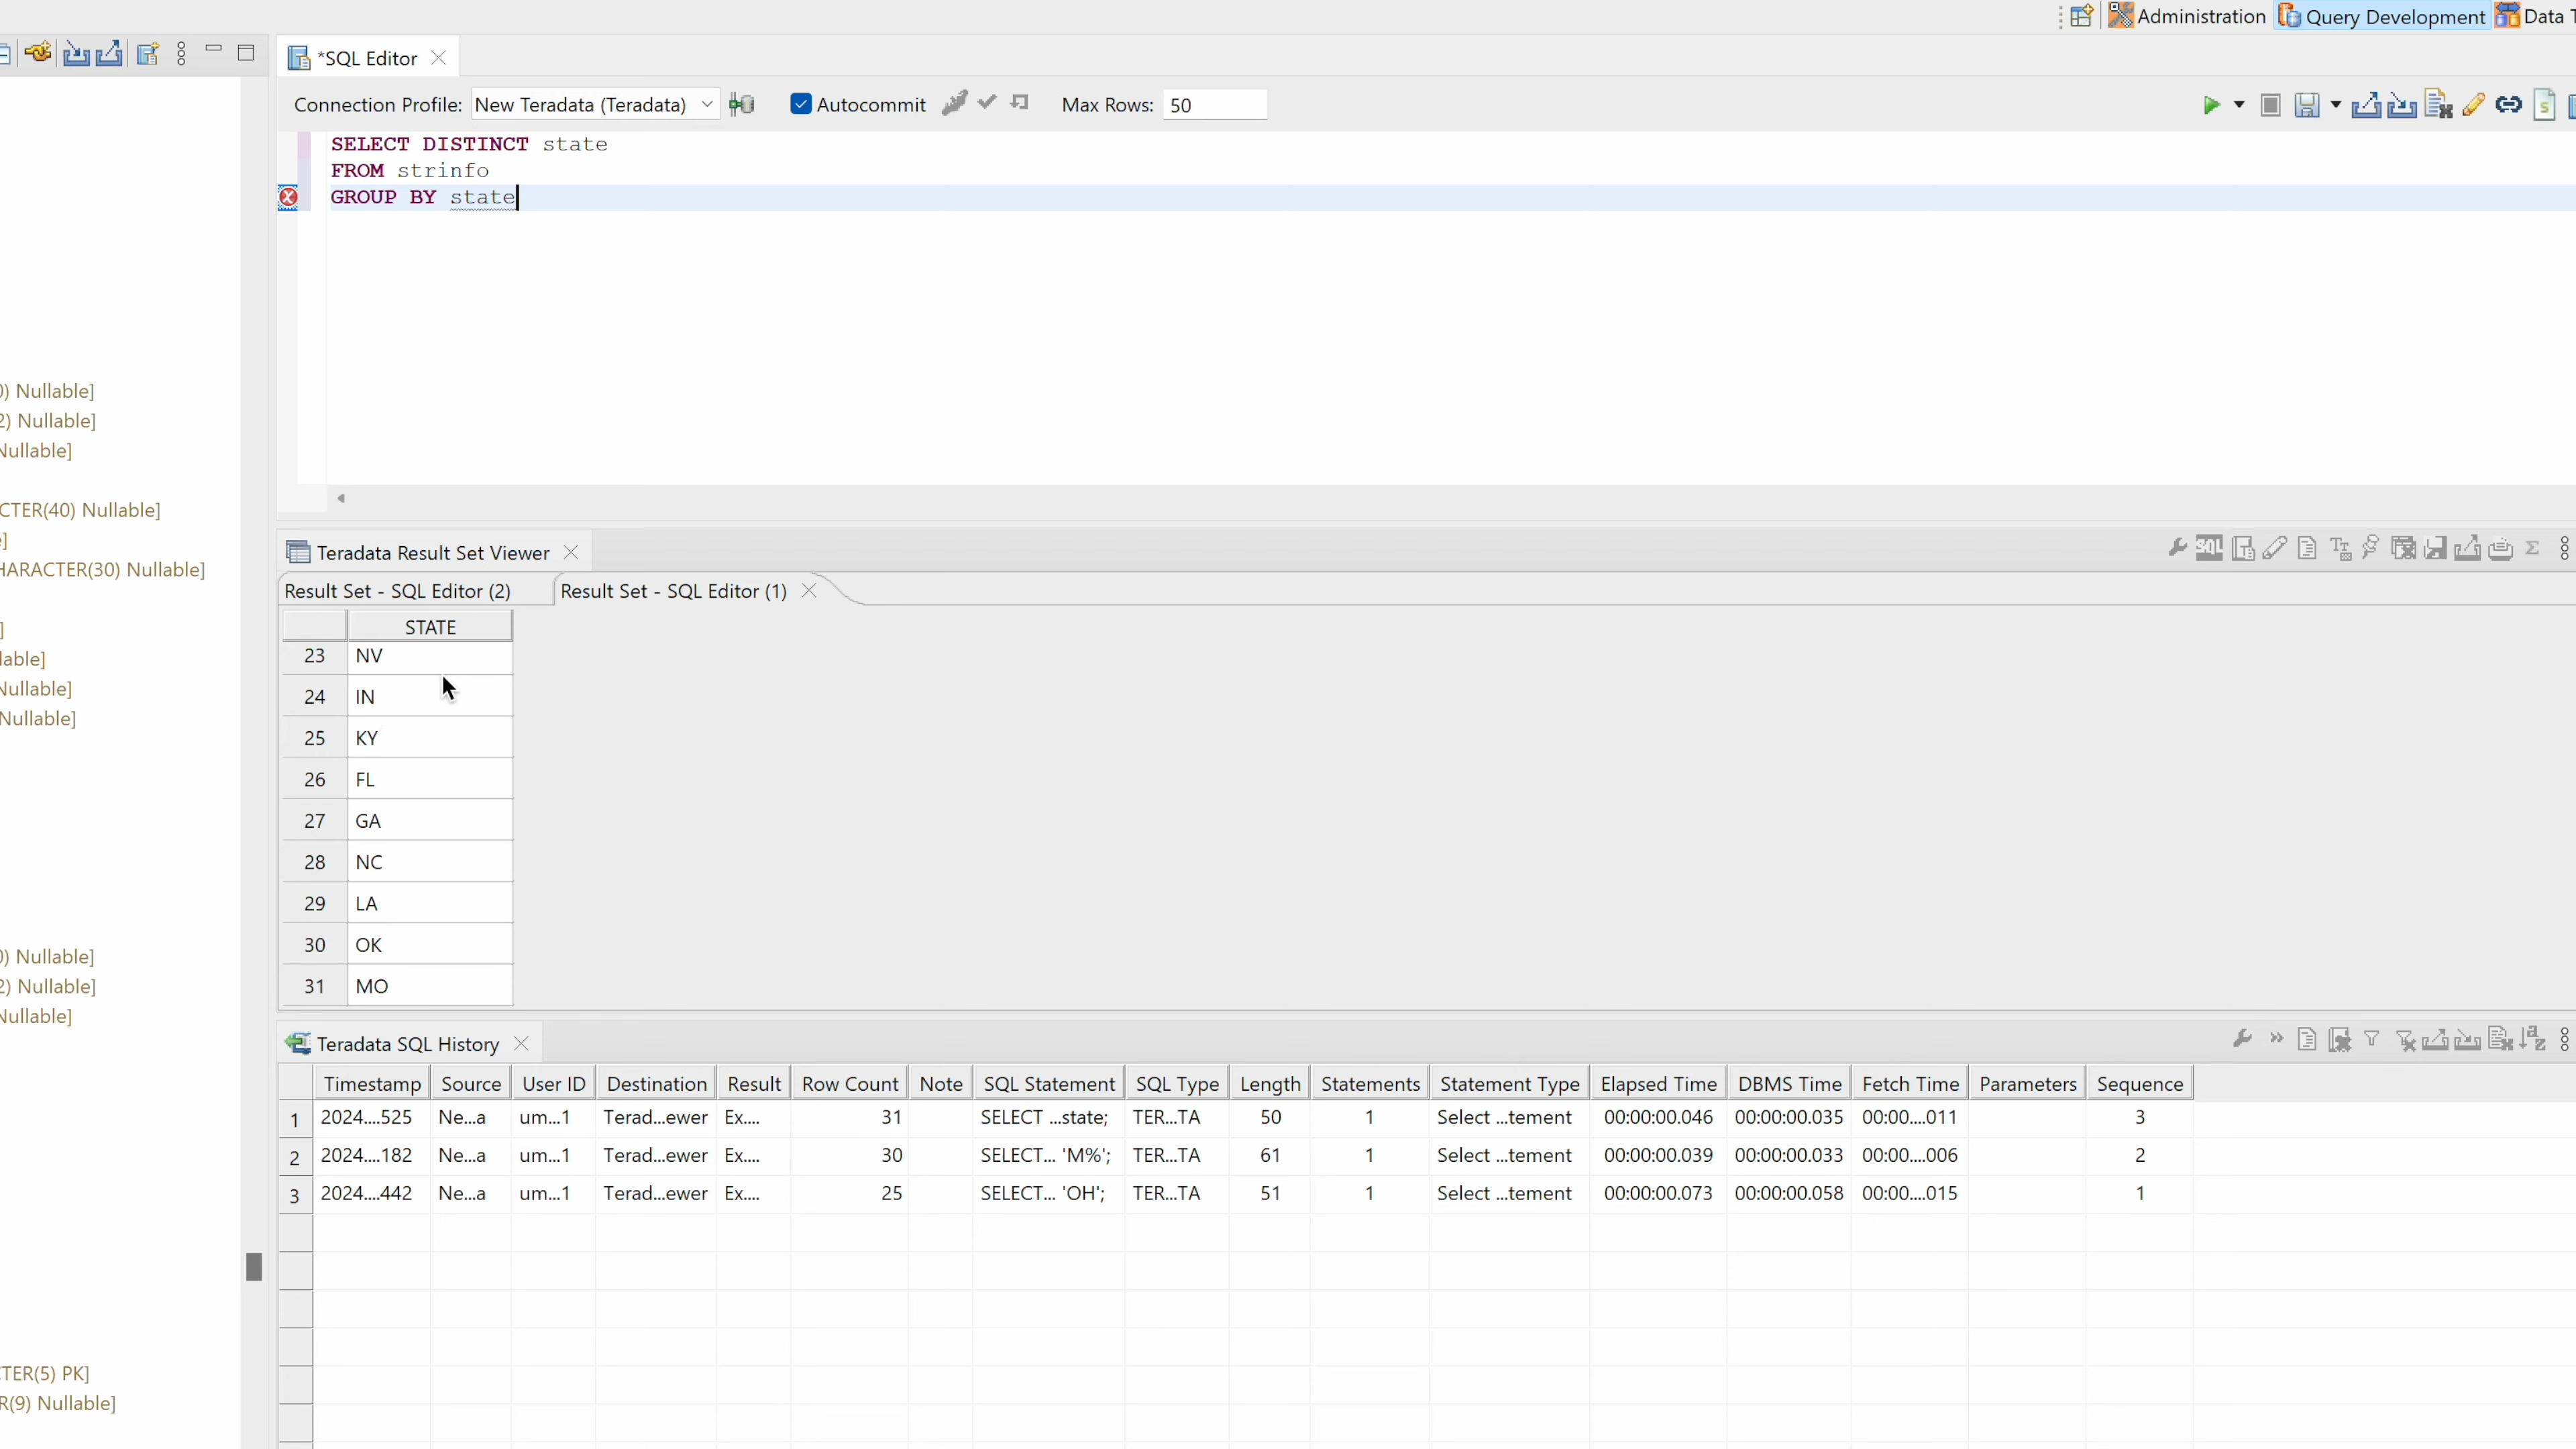 Administration Query Development Data T
*SQL Editor
Connection Profile: New Teradata (Teradata) Autocommit Max Rows: 50
SELECT DISTINCT state
FROM strinfo
GROUP BY state
) Nullable]
2) Nullable]
Nullable]
CTER(40) Nullable]
e]
HARACTER(30) Nullable]
]
lable]
Nullable]
Nullable]
) Nullable]
2) Nullable]
Nullable]
TER(5) PK]
R(9) Nullable]
Teradata Result Set Viewer
SQL
Result Set - SQL Editor (2) Result Set - SQL Editor (1)
STATE
23 NV
24 IN
25 KY
26 FL
27 GA
28 NC
29 LA
30 OK
31 MO
Teradata SQL History
Timestamp Source User ID Destination Result Row Count Note SQL Statement SQL Type Length Statements Statement Type Elapsed Time DBMS Time Fetch Time Parameters Sequence
1 2024....525 Ne...a um...1 Terad...ewer Ex.... 31 SELECT ...state; TER...TA 50 1 Select ...tement 00:00:00.046 00:00:00.035 00:00....011 3
2 2024....182 Ne...a um...1 Terad...ewer Ex.... 30 SELECT... 'M%'; TER...TA 61 1 Select ...tement 00:00:00.039 00:00:00.033 00:00....006 2
3 2024....442 Ne...a um...1 Terad...ewer Ex.... 25 SELECT... 'OH'; TER...TA 51 1 Select ...tement 00:00:00.073 00:00:00.058 00:00....015 1